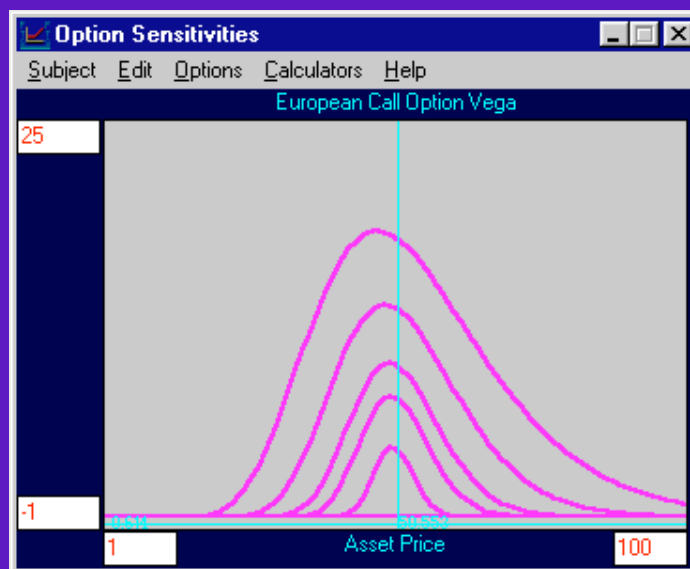 Option Sensitivities
Subject Edit Options Calculators Help
European Call Option Vega
25
-1
1
Asset Price
100